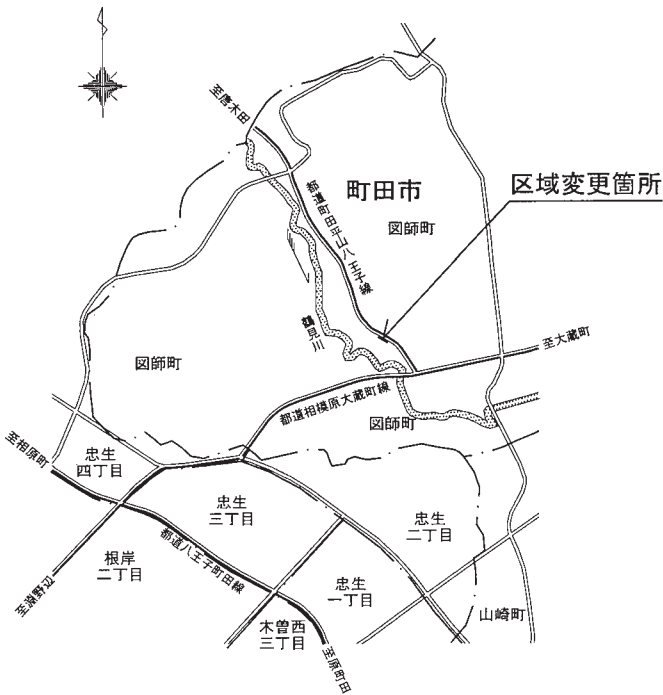 至唐木田
町田市
区域変更箇所
図師町
都道町田平山八王子線
鶴見川
至大蔵町
図師町
都道相模原大蔵町線
図師町
至相原町
忠生
四丁目
忠生
三丁目
忠生
二丁目
根岸
二丁目
都道八王子町田線
忠生
一丁目
至淵野辺
木曽西
三丁目
山崎町
至原町田